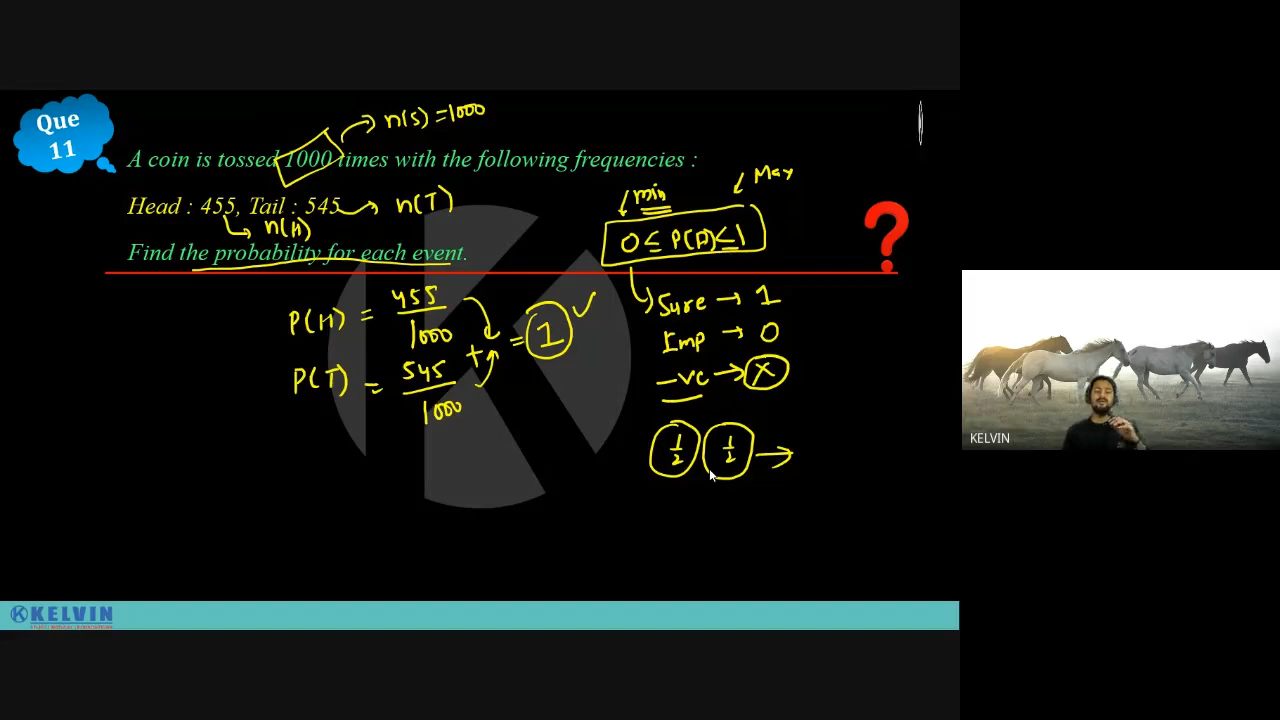 Que
11
n(S) = 1000
A coin is tossed 1000 times with the following frequencies :
Head : 455, Tail : 545
n(T)
n(H)
Find the probability for each event.
min
Max
0 ≤ P(E) ≤ 1
P(H) = 455/1000
P(T) = 545/1000
+ = 1 ✓
Sure → 1
Imp → 0
-ve → X
1/2 1/2 →
?
KELVIN
KELVIN